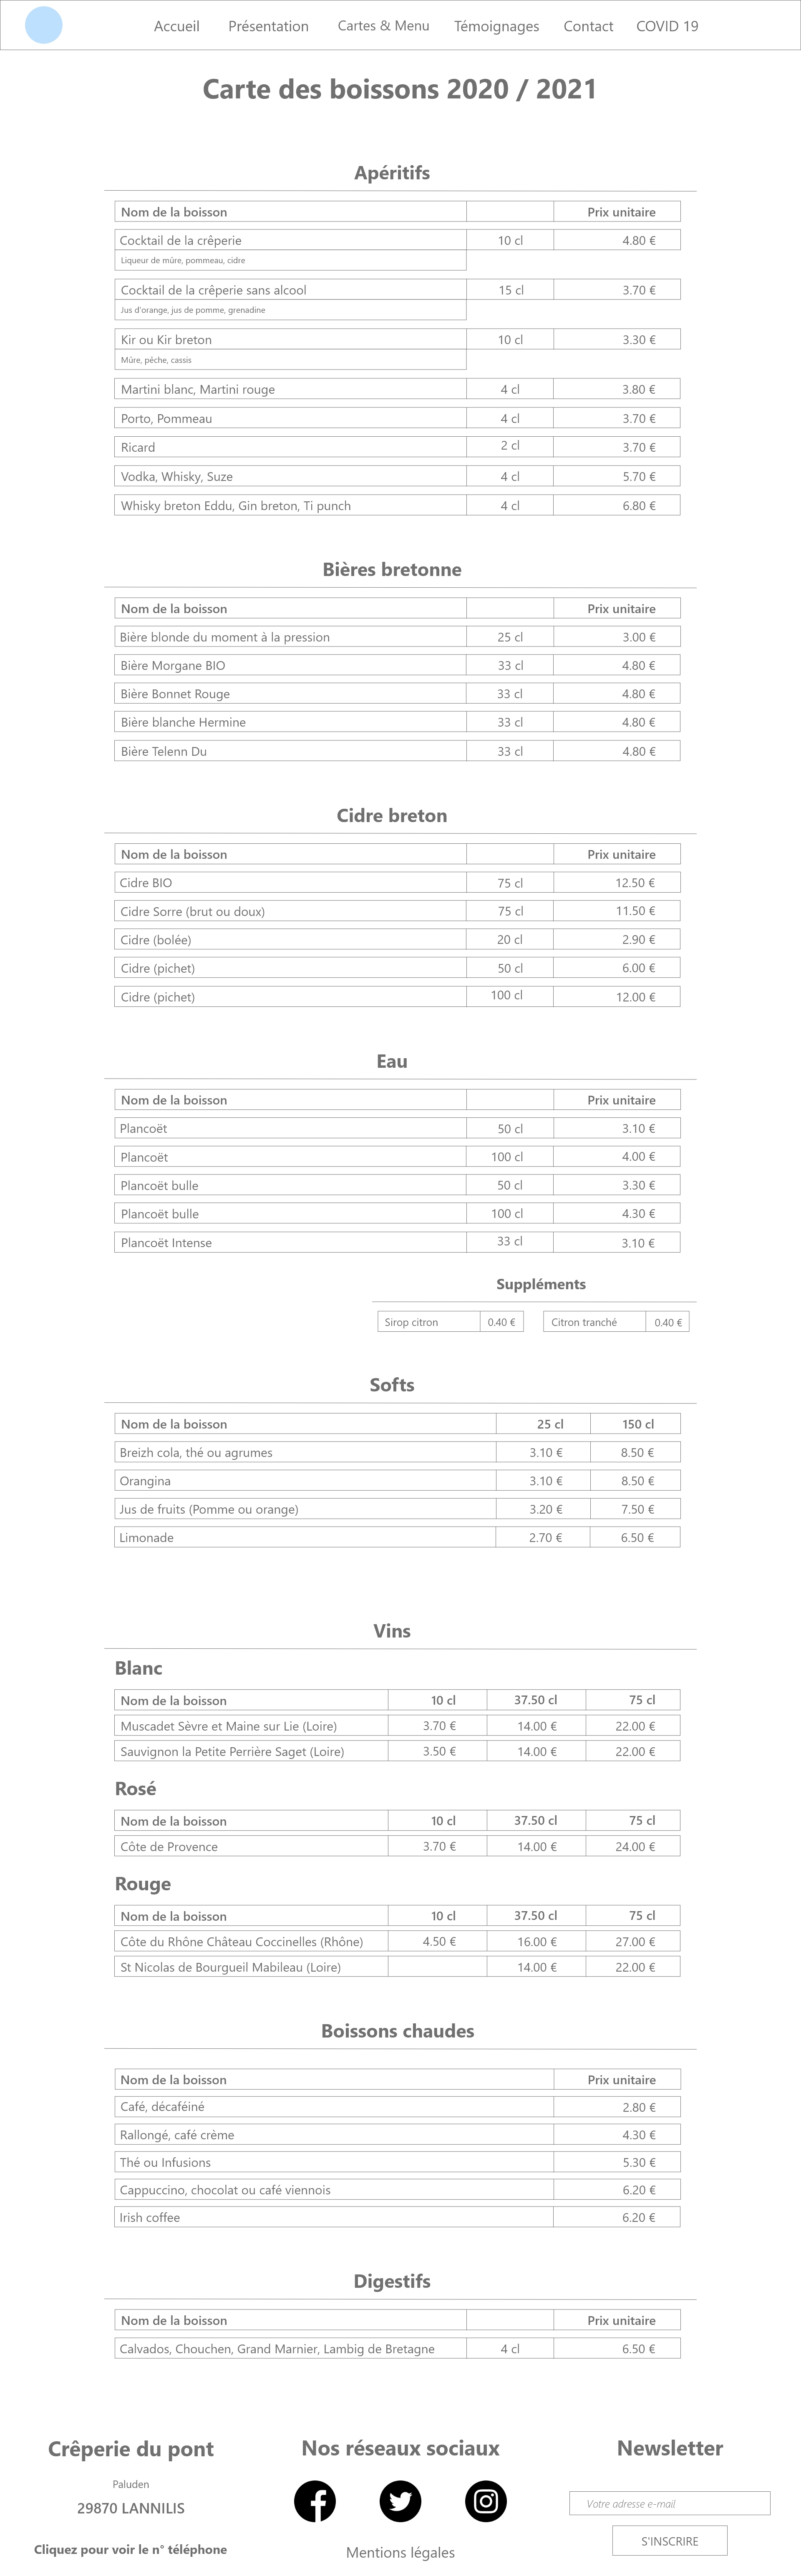 Accueil Présentation Cartes & Menu Témoignages Contact COVID 19
Carte des boissons 2020 / 2021
Apéritifs
Nom de la boisson Prix unitaire
Cocktail de la crêperie 10 cl 4.80 €
Liqueur de mûre, pommeau, cidre
Cocktail de la crêperie sans alcool 15 cl 3.70 €
Jus d'orange, jus de pomme, grenadine
Kir ou Kir breton 10 cl 3.30 €
Mûre, pêche, cassis
Martini blanc, Martini rouge 4 cl 3.80 €
Porto, Pommeau 4 cl 3.70 €
Ricard 2 cl 3.70 €
Vodka, Whisky, Suze 4 cl 5.70 €
Whisky breton Eddu, Gin breton, Ti punch 4 cl 6.80 €
Bières bretonne
Nom de la boisson Prix unitaire
Bière blonde du moment à la pression 25 cl 3.00 €
Bière Morgane BIO 33 cl 4.80 €
Bière Bonnet Rouge 33 cl 4.80 €
Bière blanche Hermine 33 cl 4.80 €
Bière Telenn Du 33 cl 4.80 €
Cidre breton
Nom de la boisson Prix unitaire
Cidre BIO 75 cl 12.50 €
Cidre Sorre (brut ou doux) 75 cl 11.50 €
Cidre (bolée) 20 cl 2.90 €
Cidre (pichet) 50 cl 6.00 €
Cidre (pichet) 100 cl 12.00 €
Eau
Nom de la boisson Prix unitaire
Plancoët 50 cl 3.10 €
Plancoët 100 cl 4.00 €
Plancoët bulle 50 cl 3.30 €
Plancoët bulle 100 cl 4.30 €
Plancoët Intense 33 cl 3.10 €
Suppléments
Sirop citron 0.40 € Citron tranché 0.40 €
Softs
Nom de la boisson 25 cl 150 cl
Breizh cola, thé ou agrumes 3.10 € 8.50 €
Orangina 3.10 € 8.50 €
Jus de fruits (Pomme ou orange) 3.20 € 7.50 €
Limonade 2.70 € 6.50 €
Vins
Blanc
Nom de la boisson 10 cl 37.50 cl 75 cl
Muscadet Sèvre et Maine sur Lie (Loire) 3.70 € 14.00 € 22.00 €
Sauvignon la Petite Perrière Saget (Loire) 3.50 € 14.00 € 22.00 €
Rosé
Nom de la boisson 10 cl 37.50 cl 75 cl
Côte de Provence 3.70 € 14.00 € 24.00 €
Rouge
Nom de la boisson 10 cl 37.50 cl 75 cl
Côte du Rhône Château Coccinelles (Rhône) 4.50 € 16.00 € 27.00 €
St Nicolas de Bourgueil Mabileau (Loire) 14.00 € 22.00 €
Boissons chaudes
Nom de la boisson Prix unitaire
Café, décaféiné 2.80 €
Rallongé, café crème 4.30 €
Thé ou Infusions 5.30 €
Cappuccino, chocolat ou café viennois 6.20 €
Irish coffee 6.20 €
Digestifs
Nom de la boisson Prix unitaire
Calvados, Chouchen, Grand Marnier, Lambig de Bretagne 4 cl 6.50 €
Crêperie du pont Nos réseaux sociaux Newsletter
Paluden
29870 LANNILIS
Votre adresse e-mail
Cliquez pour voir le n° téléphone
Mentions légales
S'INSCRIRE